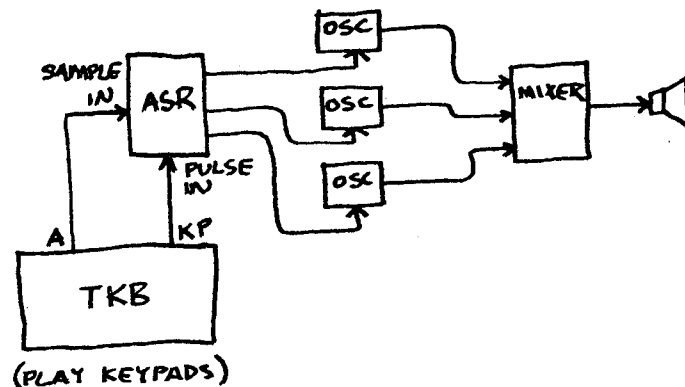 OSC
SAMPLE
IN
ASR
OSC
MIXER
PULSE
IN
OSC
A
KP
TKB
(PLAY KEYPADS)